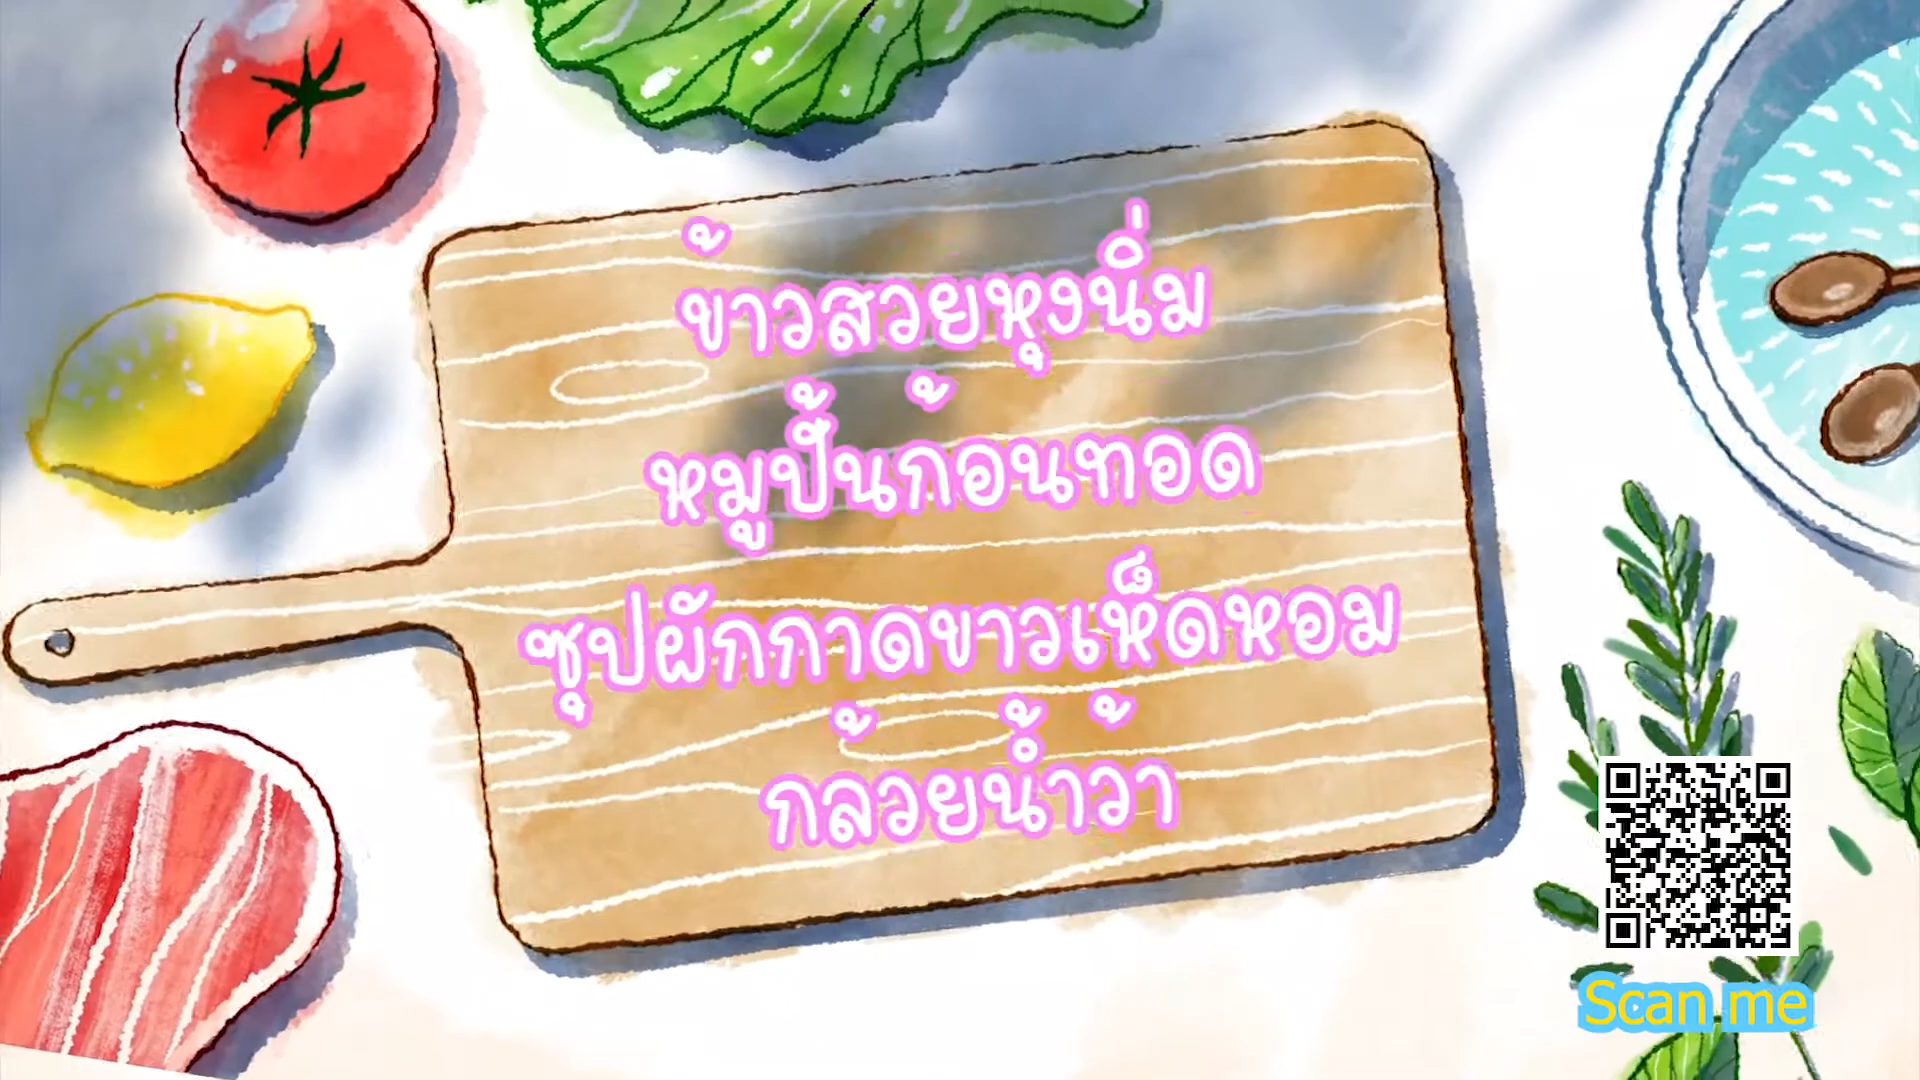 ข้าวสวยหุงนิ่ม
หมูปั้นก้อนทอด
ซุปผักกาดขาวเห็ดหอม
กล้วยน้ำว้า
Scan me